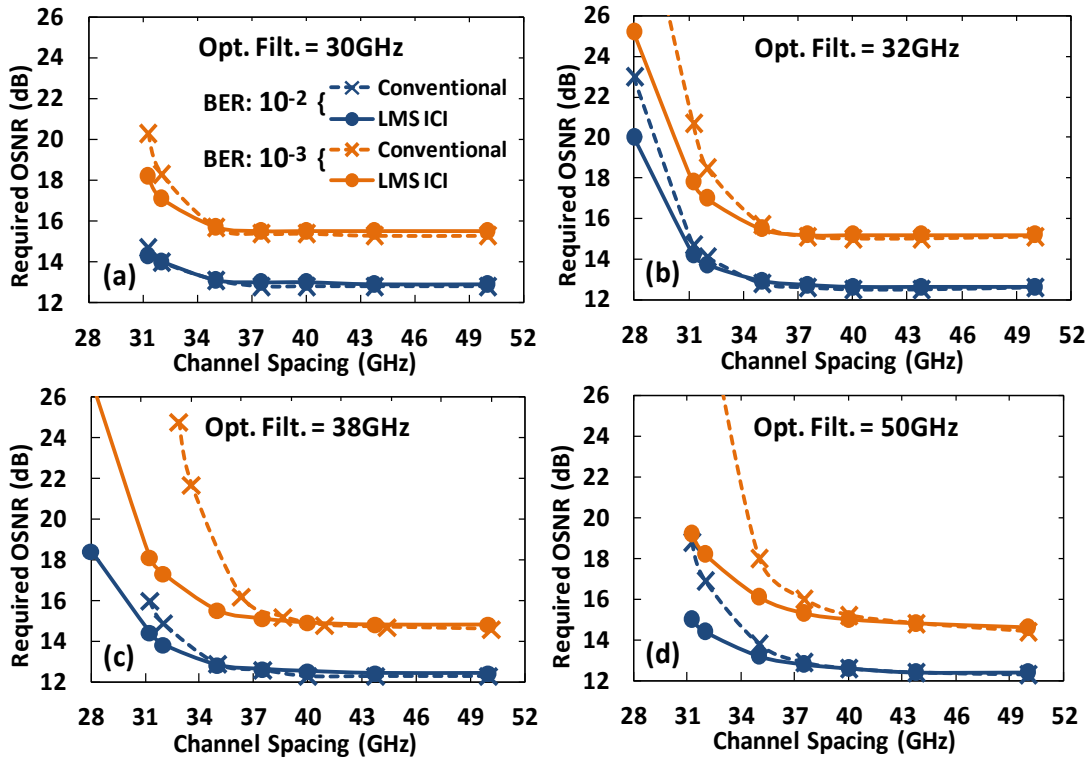 Required OSNR (dB)
26
24
22
20
18
16
14
12
Opt. Filt. = 30GHz
BER: 10-2 {
Conventional
LMS ICI
BER: 10-3 {
Conventional
LMS ICI
(a)
28 31 34 37 40 43 46 49 52
Channel Spacing (GHz)
Required OSNR (dB)
26
24
22
20
18
16
14
12
Opt. Filt. = 32GHz
(b)
28 31 34 37 40 43 46 49 52
Channel Spacing (GHz)
Required OSNR (dB)
26
24
22
20
18
16
14
12
Opt. Filt. = 38GHz
(c)
28 31 34 37 40 43 46 49 52
Channel Spacing (GHz)
Required OSNR (dB)
26
24
22
20
18
16
14
12
Opt. Filt. = 50GHz
(d)
28 31 34 37 40 43 46 49 52
Channel Spacing (GHz)